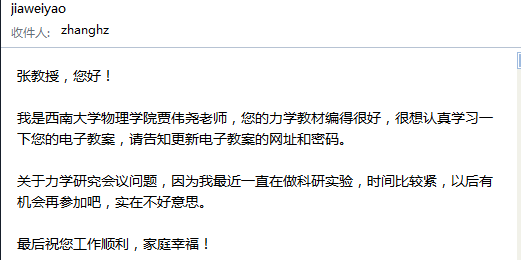 jiaweiyao
收件人: zhanghz
张教授，您好！
我是西南大学物理学院贾伟尧老师，您的力学教材编得很好，很想认真学习一
下您的电子教案，请告知更新电子教案的网址和密码。
关于力学研究会议问题，因为我最近一直在做科研实验，时间比较紧，以后有
机会再参加吧，实在不好意思。
最后祝您工作顺利，家庭幸福！